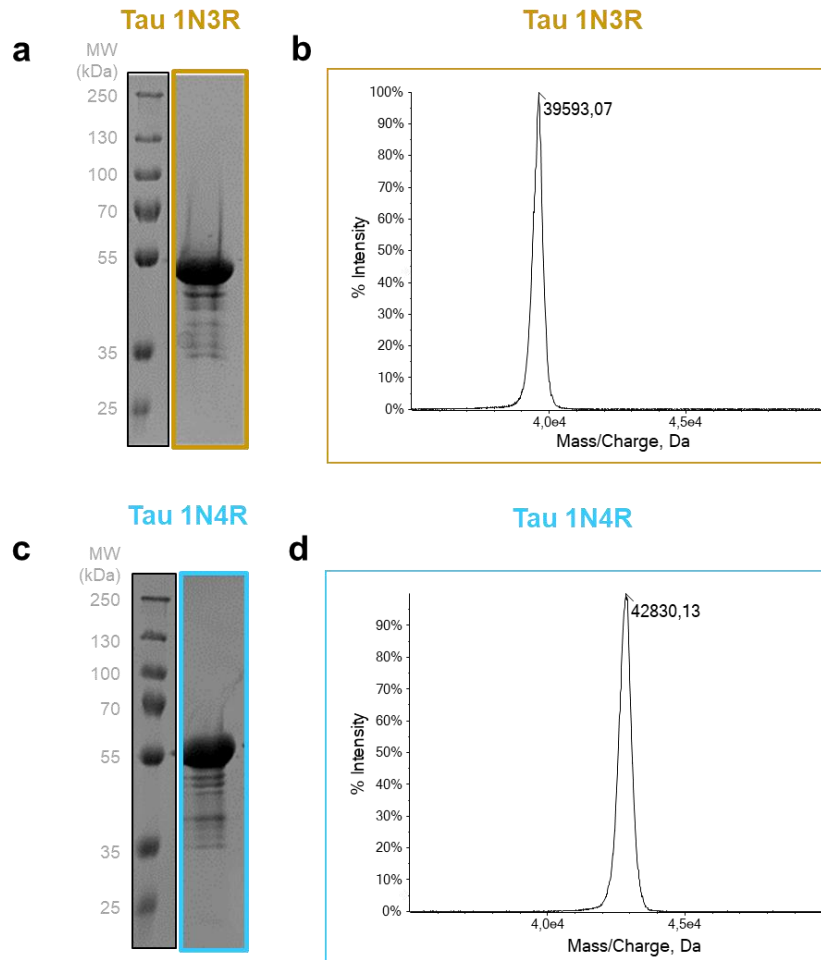 Tau 1N3R
Tau 1N3R
a
MW
(kDa)
250
130
100
70
55
35
25
b
100%
90%
80%
70%
60%
50%
40%
30%
20%
10%
0%
% Intensity
39593,07
4,0e4
4,5e4
Mass/Charge, Da
Tau 1N4R
Tau 1N4R
c
MW
(kDa)
250
130
100
70
55
35
25
d
90%
80%
70%
60%
50%
40%
30%
20%
10%
0%
% Intensity
42830,13
4,0e4
4,5e4
Mass/Charge, Da